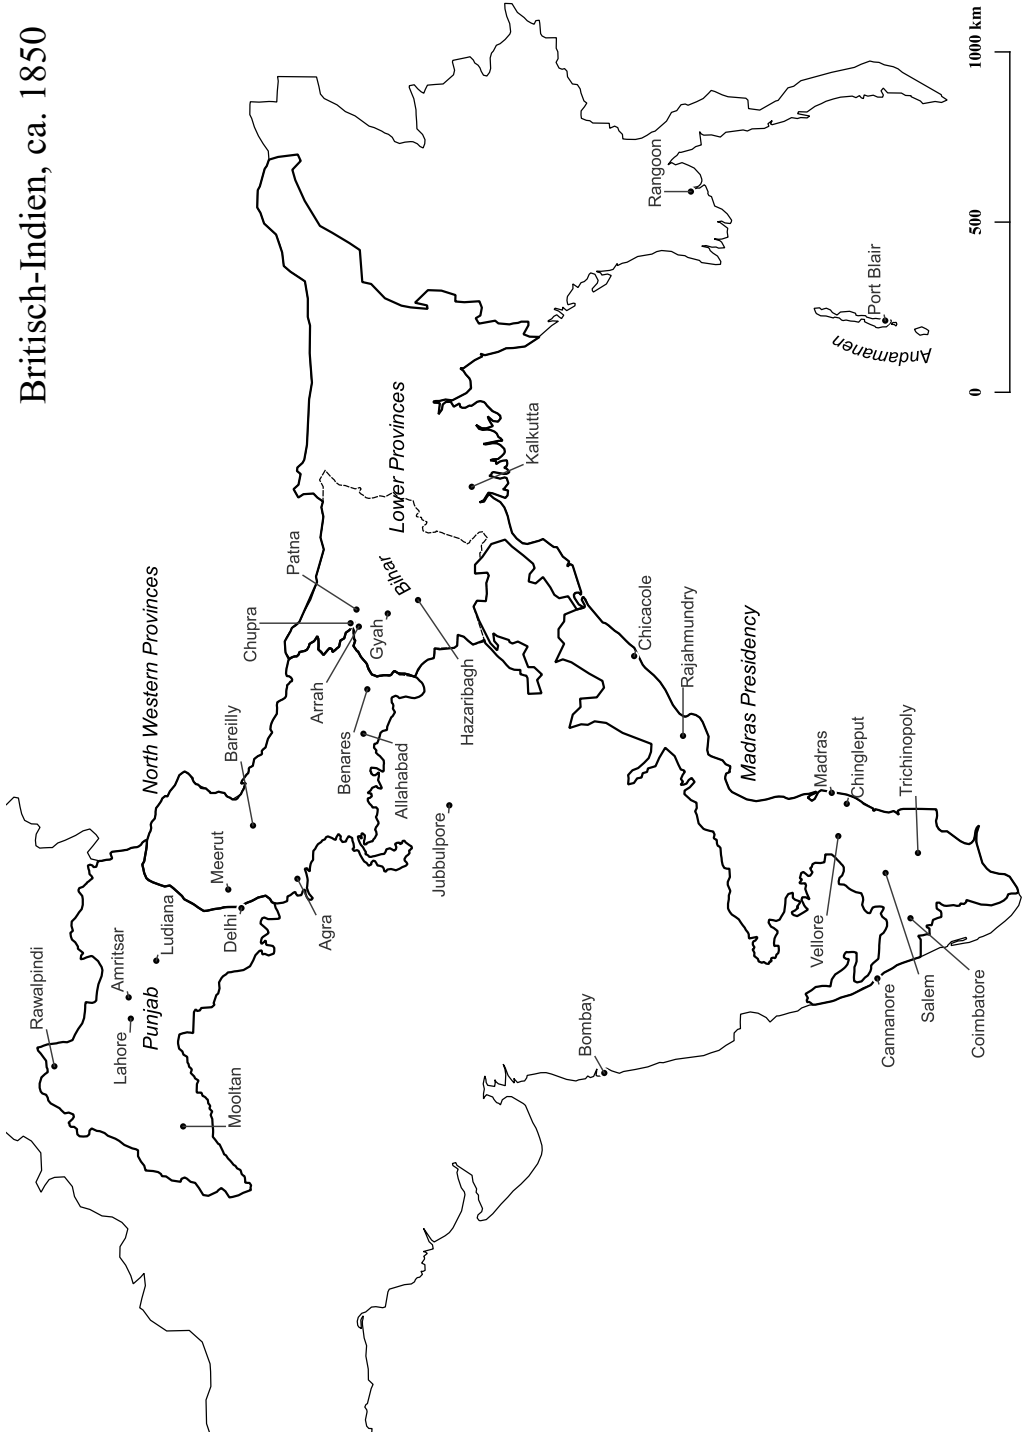 Britisch-Indien, ca. 1850
Rawalpindi
Amritsar
Lahore
Punjab
Ludiana
Mooltan
Meerut
Delhi
North Western Provinces
Bareilly
Agra
Chupra
Patna
Arrah
Gyah
Bihar
Benares
Allahabad
Hazaribagh
Jubbulpore
Lower Provinces
Kalkutta
Rangoon
Bombay
Chicacole
Rajahmundry
Madras Presidency
Madras
Chingleput
Vellore
Trichinopoly
Cannanore
Salem
Coimbatore
Port Blair
Andamanen
0 500 1000 km